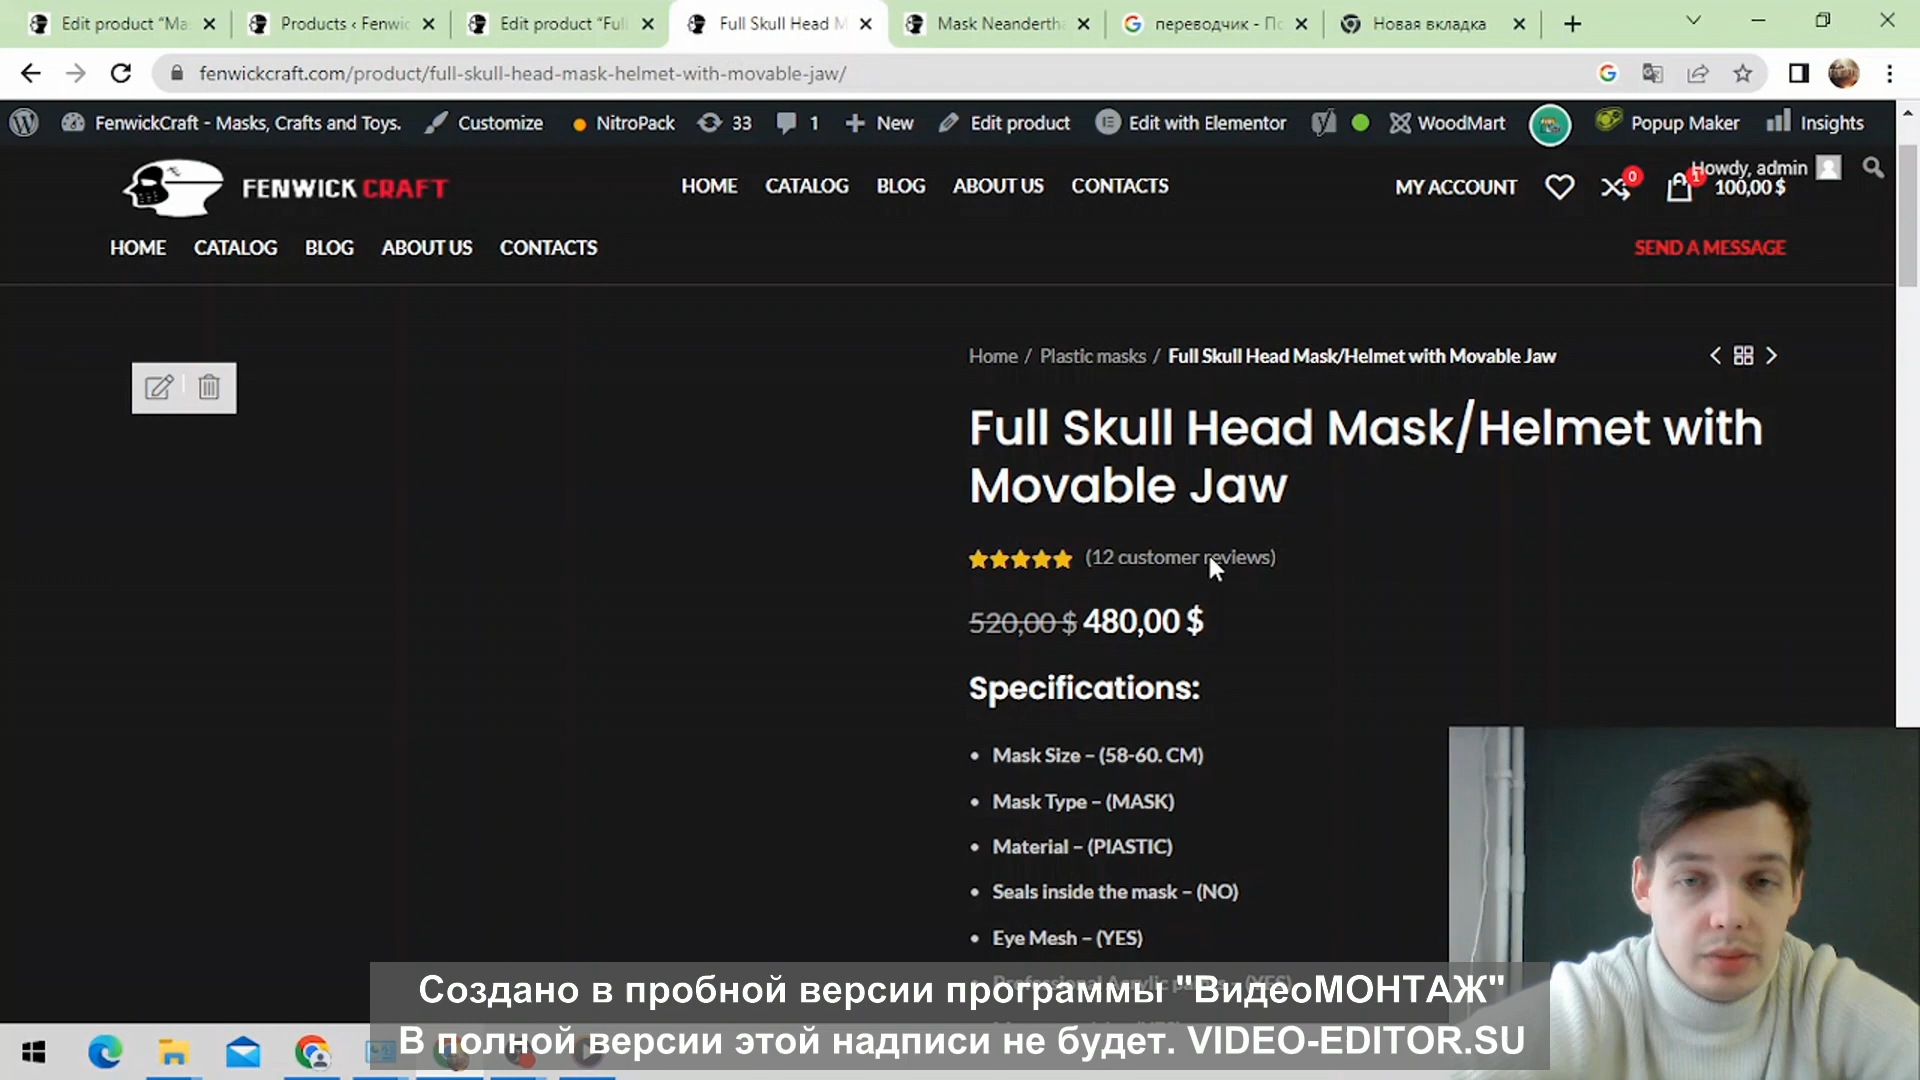 Edit product “Ma
Products ‹ Fenwic
Edit product “Full
Full Skull Head M
Mask Neandertha
переводчик - По
Новая вкладка
fenwickcraft.com/product/full-skull-head-mask-helmet-with-movable-jaw/
FenwickCraft - Masks, Crafts and Toys.
Customize
NitroPack
33
1
New
Edit product
Edit with Elementor
WoodMart
Popup Maker
Insights
Howdy, admin
FENWICK CRAFT
HOME CATALOG BLOG ABOUT US CONTACTS
MY ACCOUNT
0
1
100,00 $
HOME CATALOG BLOG ABOUT US CONTACTS
SEND A MESSAGE
Home / Plastic masks / Full Skull Head Mask/Helmet with Movable Jaw
Full Skull Head Mask/Helmet with
Movable Jaw
(12 customer reviews)
520,00 $ 480,00 $
Specifications:
Mask Size – (58-60. CM)
Mask Type – (MASK)
Material – (PlASTIC)
Seals inside the mask – (NO)
Eye Mesh – (YES)
Создано в пробной версии программы "ВидеоМОНТАЖ"
В полной версии этой надписи не будет. VIDEO-EDITOR.SU